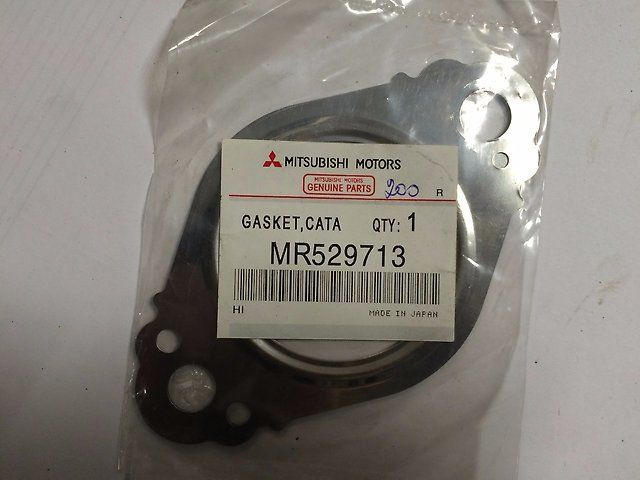 MITSUBISHI MOTORS
MITSUBISHI MOTORS
GENUINE PARTS
200 R
GASKET,CATA QTY: 1
MR529713
HI MADE IN JAPAN